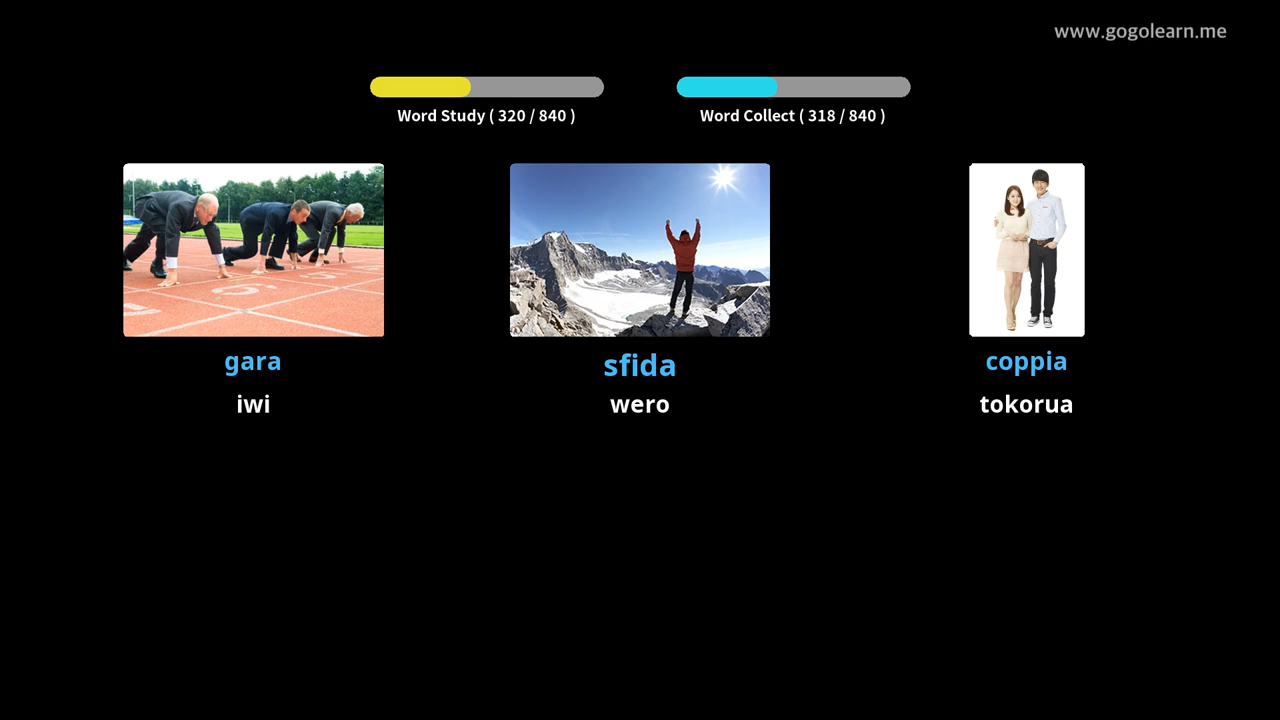 www.gogolearn.me
Word Study ( 320 / 840 )
Word Collect ( 318 / 840 )
gara
sfida
coppia
iwi
wero
tokorua